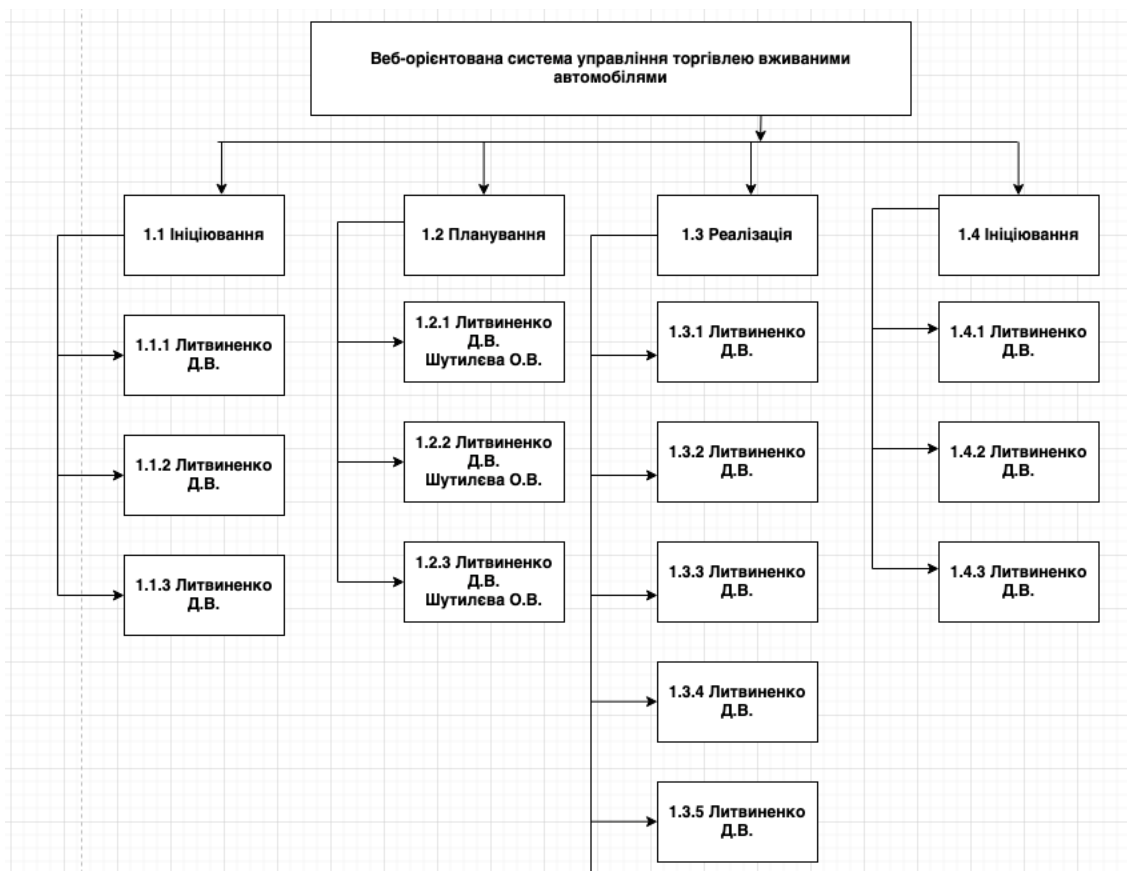 Веб-орієнтована система управління торгівлею вживаними
автомобілями
1.1 Ініціювання
1.2 Планування
1.3 Реалізація
1.4 Ініціювання
1.1.1 Литвиненко
Д.В.
1.1.2 Литвиненко
Д.В.
1.1.3 Литвиненко
Д.В.
1.2.1 Литвиненко
Д.В.
Шутилєва О.В.
1.2.2 Литвиненко
Д.В.
Шутилєва О.В.
1.2.3 Литвиненко
Д.В.
Шутилєва О.В.
1.3.1 Литвиненко
Д.В.
1.3.2 Литвиненко
Д.В.
1.3.3 Литвиненко
Д.В.
1.3.4 Литвиненко
Д.В.
1.3.5 Литвиненко
Д.В.
1.4.1 Литвиненко
Д.В.
1.4.2 Литвиненко
Д.В.
1.4.3 Литвиненко
Д.В.